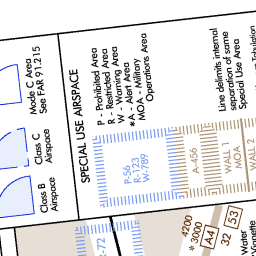 Class B
Airspace
Class C
Airspace
Mode C Area
See FAR 91.215
SPECIAL USE AIRSPACE
P - Prohibited Area
R - Restricted Area
W - Warning Area
*A - Alert Area
MOA - Military
Operations Area
P-56
R-123
W-789
A-456
WALL 1
MOA
WALL 2
Line delimits internal
separation of same
Special Use Area
-72
4200
* 3000
A4
32
53
Water